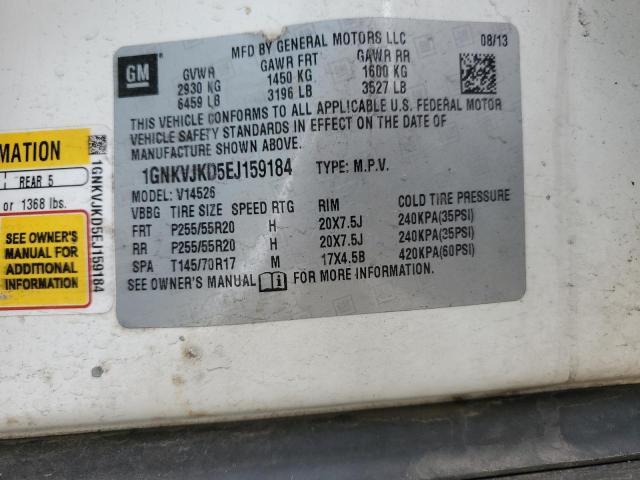 MFD BY GENERAL MOTORS LLC 08/13
GM
GVWR GAWR FRT GAWR RR
2930 KG 1450 KG 1600 KG
6459 LB 3196 LB 3527 LB
THIS VEHICLE CONFORMS TO ALL APPLICABLE U.S. FEDERAL MOTOR
VEHICLE SAFETY STANDARDS IN EFFECT ON THE DATE OF
MANUFACTURE SHOWN ABOVE.
1GNKVJKD5EJ159184 TYPE: M.P.V.
MODEL: V14526
VBBG TIRE SIZE SPEED RTG RIM COLD TIRE PRESSURE
FRT P255/55R20 H 20X7.5J 240KPA(35PSI)
RR P255/55R20 H 20X7.5J 240KPA(35PSI)
SPA T145/70R17 M 17X4.5B 420KPA(60PSI)
SEE OWNER'S MANUAL FOR MORE INFORMATION.
MATION
REAR 5
or 1368 lbs.
SEE OWNER'S
MANUAL FOR
ADDITIONAL
INFORMATION
1GNKVJKD5EJ159184